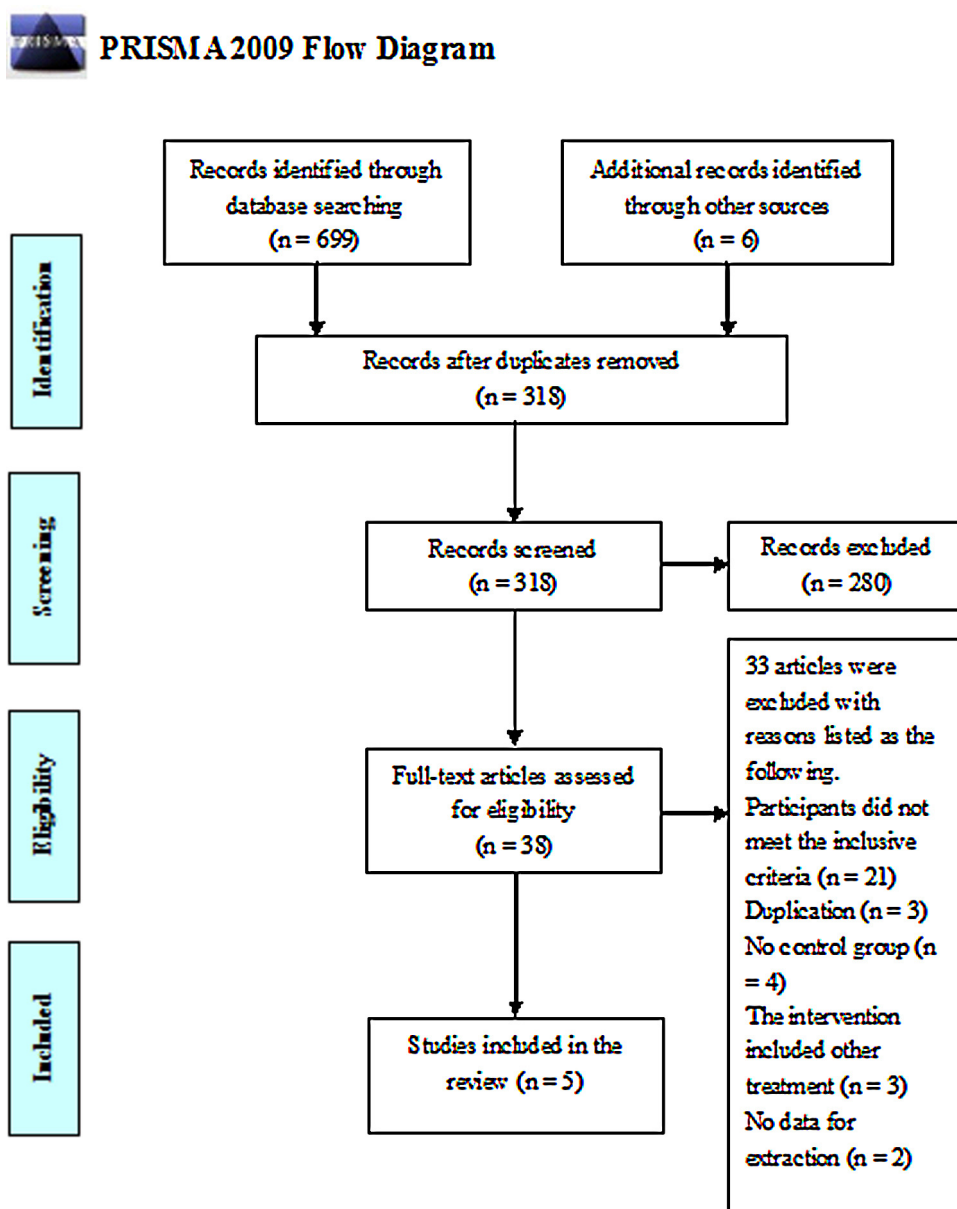 PRISMA
PRISMA 2009 Flow Diagram
Records identified through
database searching
(n = 699)
Additional records identified
through other sources
(n = 6)
Identification
Records after duplicates removed
(n = 318)
Screening
Records screened
(n = 318)
Records excluded
(n = 280)
Eligibility
Full-text articles assessed
for eligibility
(n = 38)
33 articles were
excluded with
reasons listed as the
following.
Participants did not
meet the inclusive
criteria (n = 21)
Duplication (n = 3)
No control group (n
= 4)
The intervention
included other
treatment (n = 3)
No data for
extraction (n = 2)
Included
Studies included in the
review (n = 5)